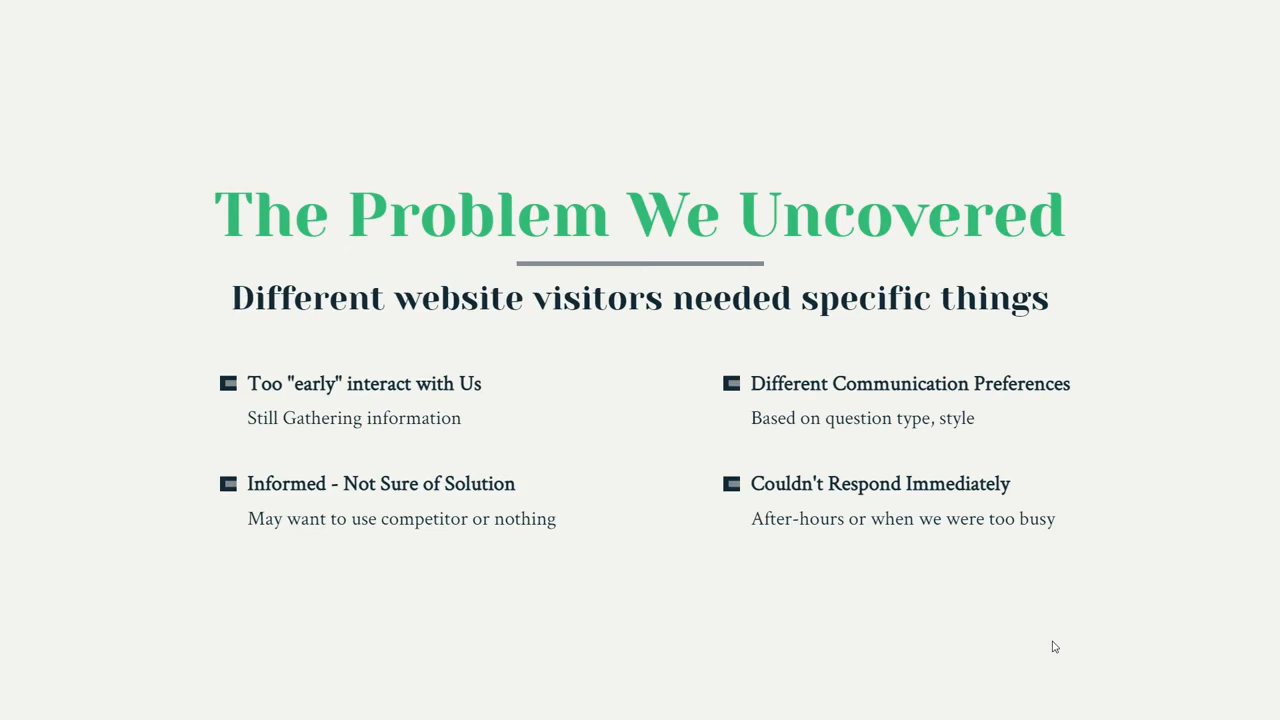 The Problem We Uncovered
Different website visitors needed specific things
Too "early" interact with Us
Still Gathering information
Informed - Not Sure of Solution
May want to use competitor or nothing
Different Communication Preferences
Based on question type, style
Couldn't Respond Immediately
After-hours or when we were too busy